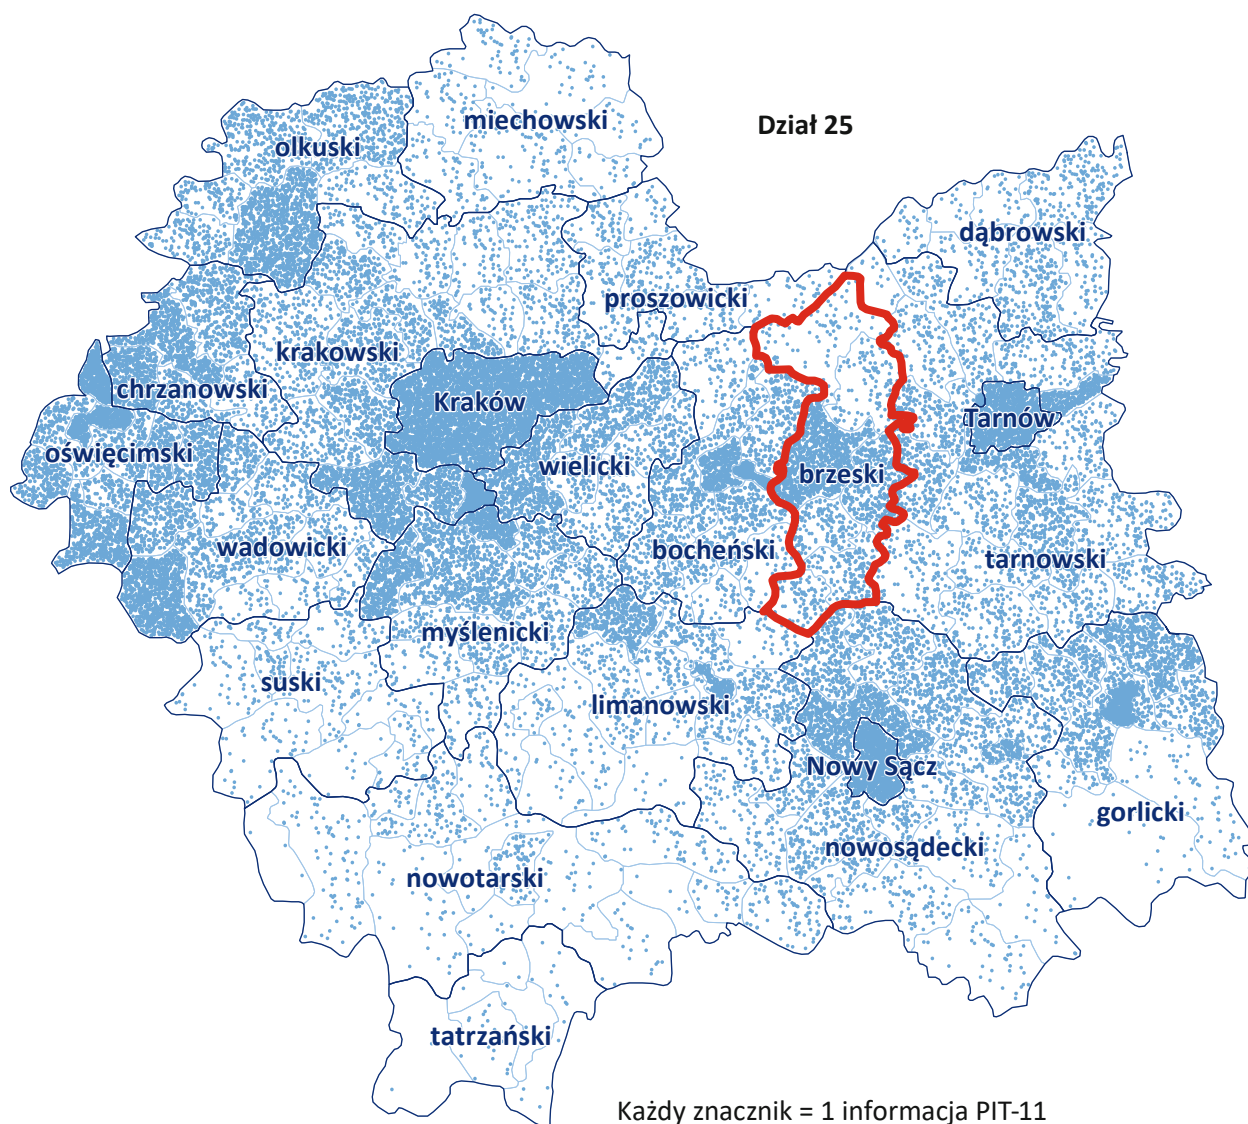 miechowski
Dział 25
olkuski
dąbrowski
proszowicki
krakowski
chrzanowski
Kraków
Tarnów
oświęcimski
wielicki
brzeski
wadowicki
bocheński
tarnowski
myślenicki
suski
limanowski
Nowy Sącz
gorlicki
nowosądecki
nowotarski
tatrzański
Każdy znacznik = 1 informacja PIT-11